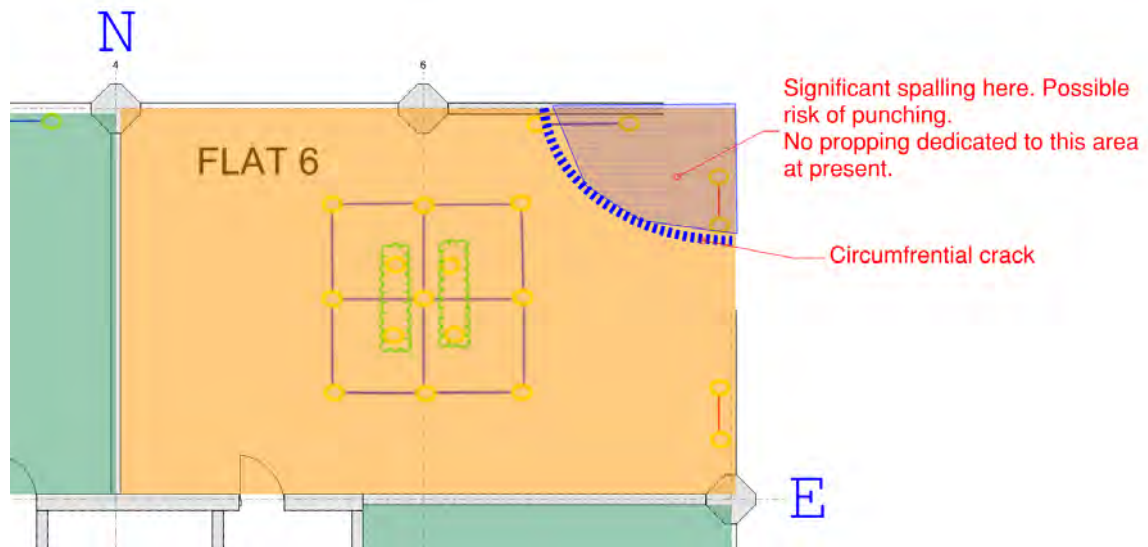 N
4
6
Significant spalling here. Possible
risk of punching.
No propping dedicated to this area
at present.
FLAT 6
Circumfrential crack
E